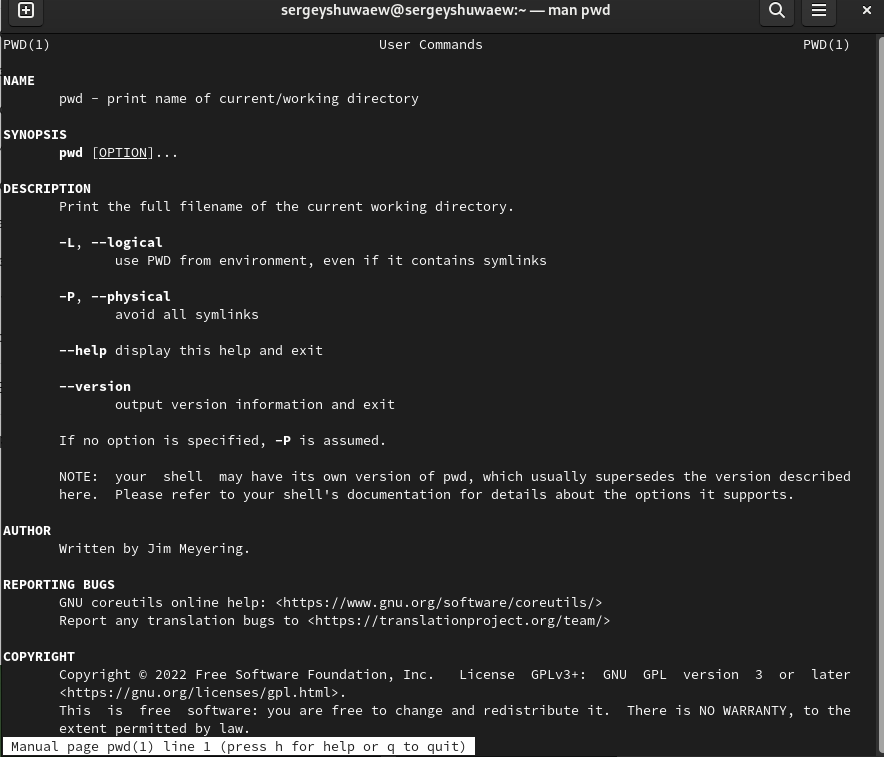 sergeyshuwaew@sergeyshuwaew:~ — man pwd
PWD(1) User Commands PWD(1)
NAME
pwd - print name of current/working directory
SYNOPSIS
pwd [OPTION]...
DESCRIPTION
Print the full filename of the current working directory.
-L, --logical
use PWD from environment, even if it contains symlinks
-P, --physical
avoid all symlinks
--help display this help and exit
--version
output version information and exit
If no option is specified, -P is assumed.
NOTE: your shell may have its own version of pwd, which usually supersedes the version described
here. Please refer to your shell's documentation for details about the options it supports.
AUTHOR
Written by Jim Meyering.
REPORTING BUGS
GNU coreutils online help: <https://www.gnu.org/software/coreutils/>
Report any translation bugs to <https://translationproject.org/team/>
COPYRIGHT
Copyright © 2022 Free Software Foundation, Inc. License GPLv3+: GNU GPL version 3 or later
<https://gnu.org/licenses/gpl.html>.
This is free software: you are free to change and redistribute it. There is NO WARRANTY, to the
extent permitted by law.
Manual page pwd(1) line 1 (press h for help or q to quit)